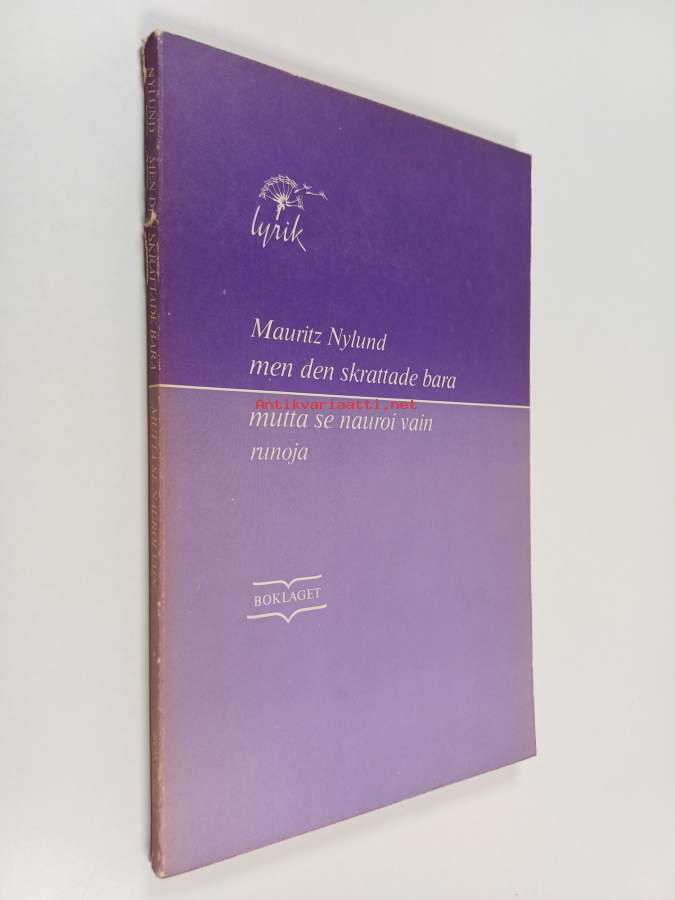 NYLUND MEN DEN SKRATTADE BARA MUTTA SE NAUROI VAIN
lyrik
Mauritz Nylund
men den skrattade bara
Antikvariaatti.net
mutta se nauroi vain
runoja
BOKLAGET